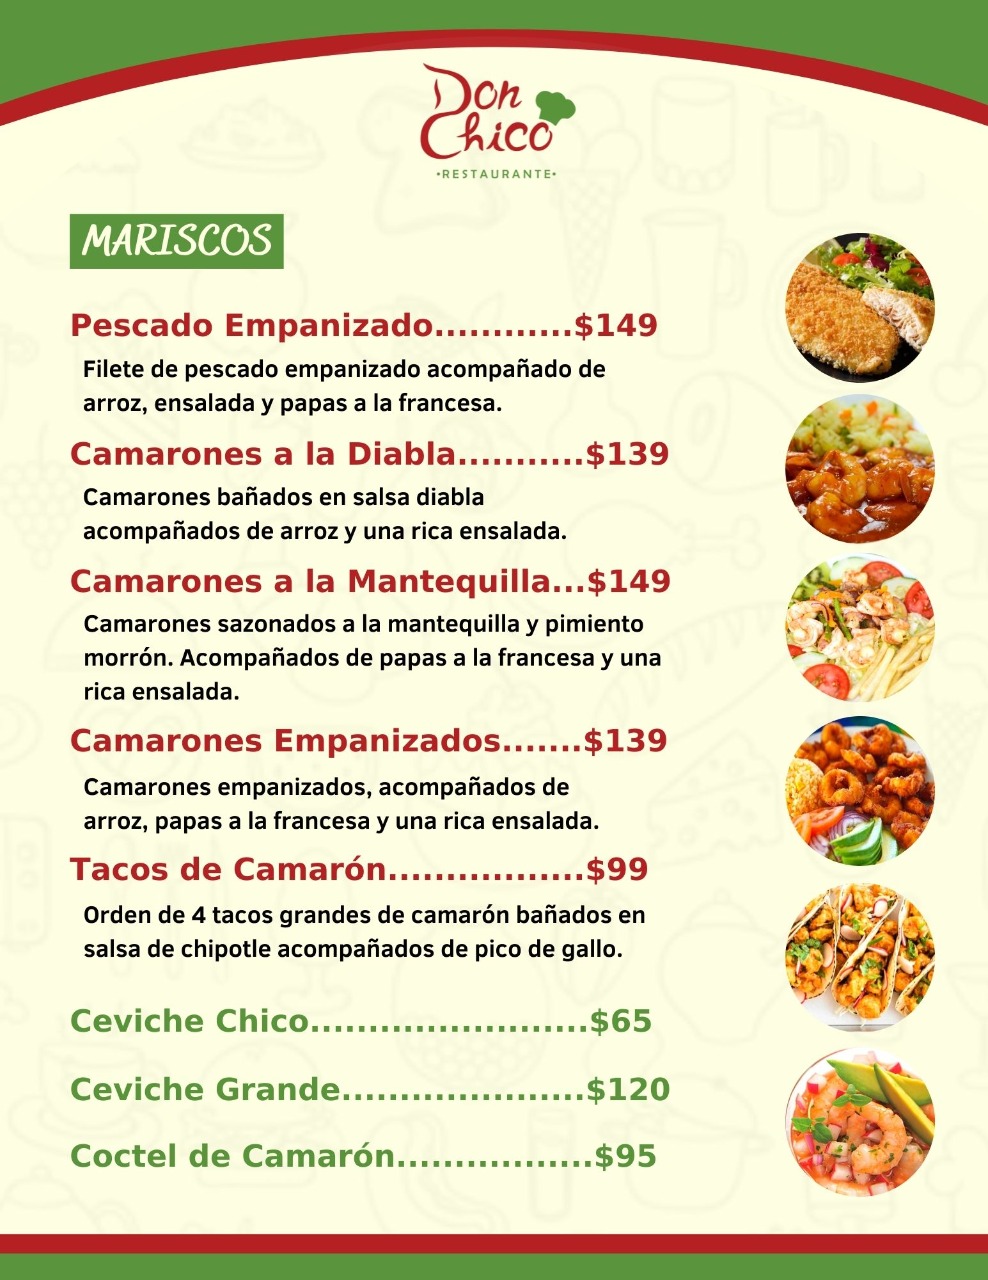 Don
Chico
•RESTAURANTE•
MARISCOS
Pescado Empanizado............$149
Filete de pescado empanizado acompañado de
arroz, ensalada y papas a la francesa.
Camarones a la Diabla...........$139
Camarones bañados en salsa diabla
acompañados de arroz y una rica ensalada.
Camarones a la Mantequilla...$149
Camarones sazonados a la mantequilla y pimiento
morrón. Acompañados de papas a la francesa y una
rica ensalada.
Camarones Empanizados.......$139
Camarones empanizados, acompañados de
arroz, papas a la francesa y una rica ensalada.
Tacos de Camarón.................$99
Orden de 4 tacos grandes de camarón bañados en
salsa de chipotle acompañados de pico de gallo.
Ceviche Chico........................$65
Ceviche Grande.....................$120
Coctel de Camarón.................$95